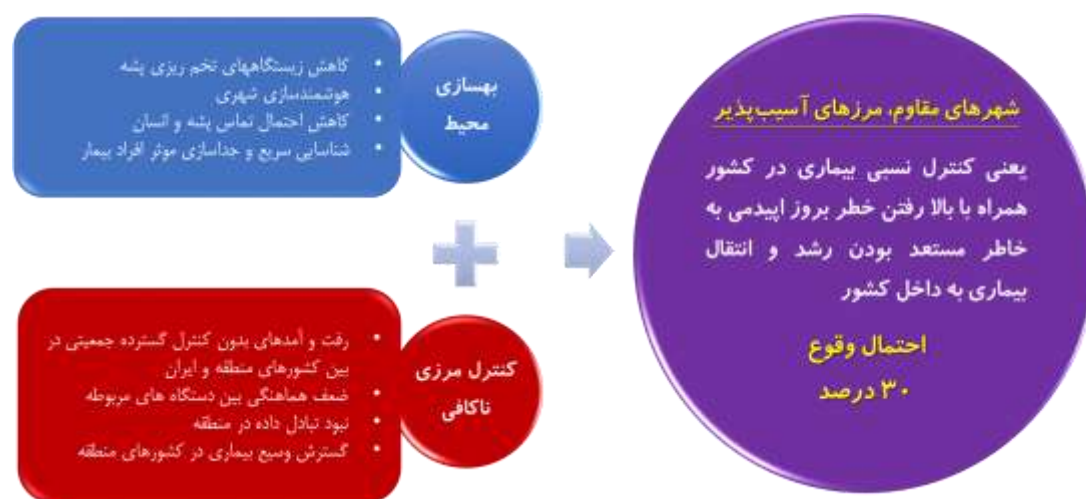 کاهش زیستگاههای تخم ریزی پشه
هوشمندسازی شهری
کاهش احتمال تماس پشه و انسان
شناسایی سریع و جداسازی موثر افراد بیمار
بهسازی
محیط
رفت و آمدهای بدون کنترل گسترده جمعیتی در
بین کشورهای منطقه و ایران
ضعف هماهنگی بین دستگاه های مربوطه
نبود تبادل داده در منطقه
گسترش وسیع بیماری در کشورهای منطقه
کنترل مرزی
ناکافی
شهرهای مقاوم، مرزهای آسیب‌پذیر
یعنی کنترل نسبی بیماری در کشور
همراه با بالا رفتن خطر بروز اپیدمی به
خاطر مستعد بودن رشد و انتقال
بیماری به داخل کشور
احتمال وقوع
۳۰ درصد